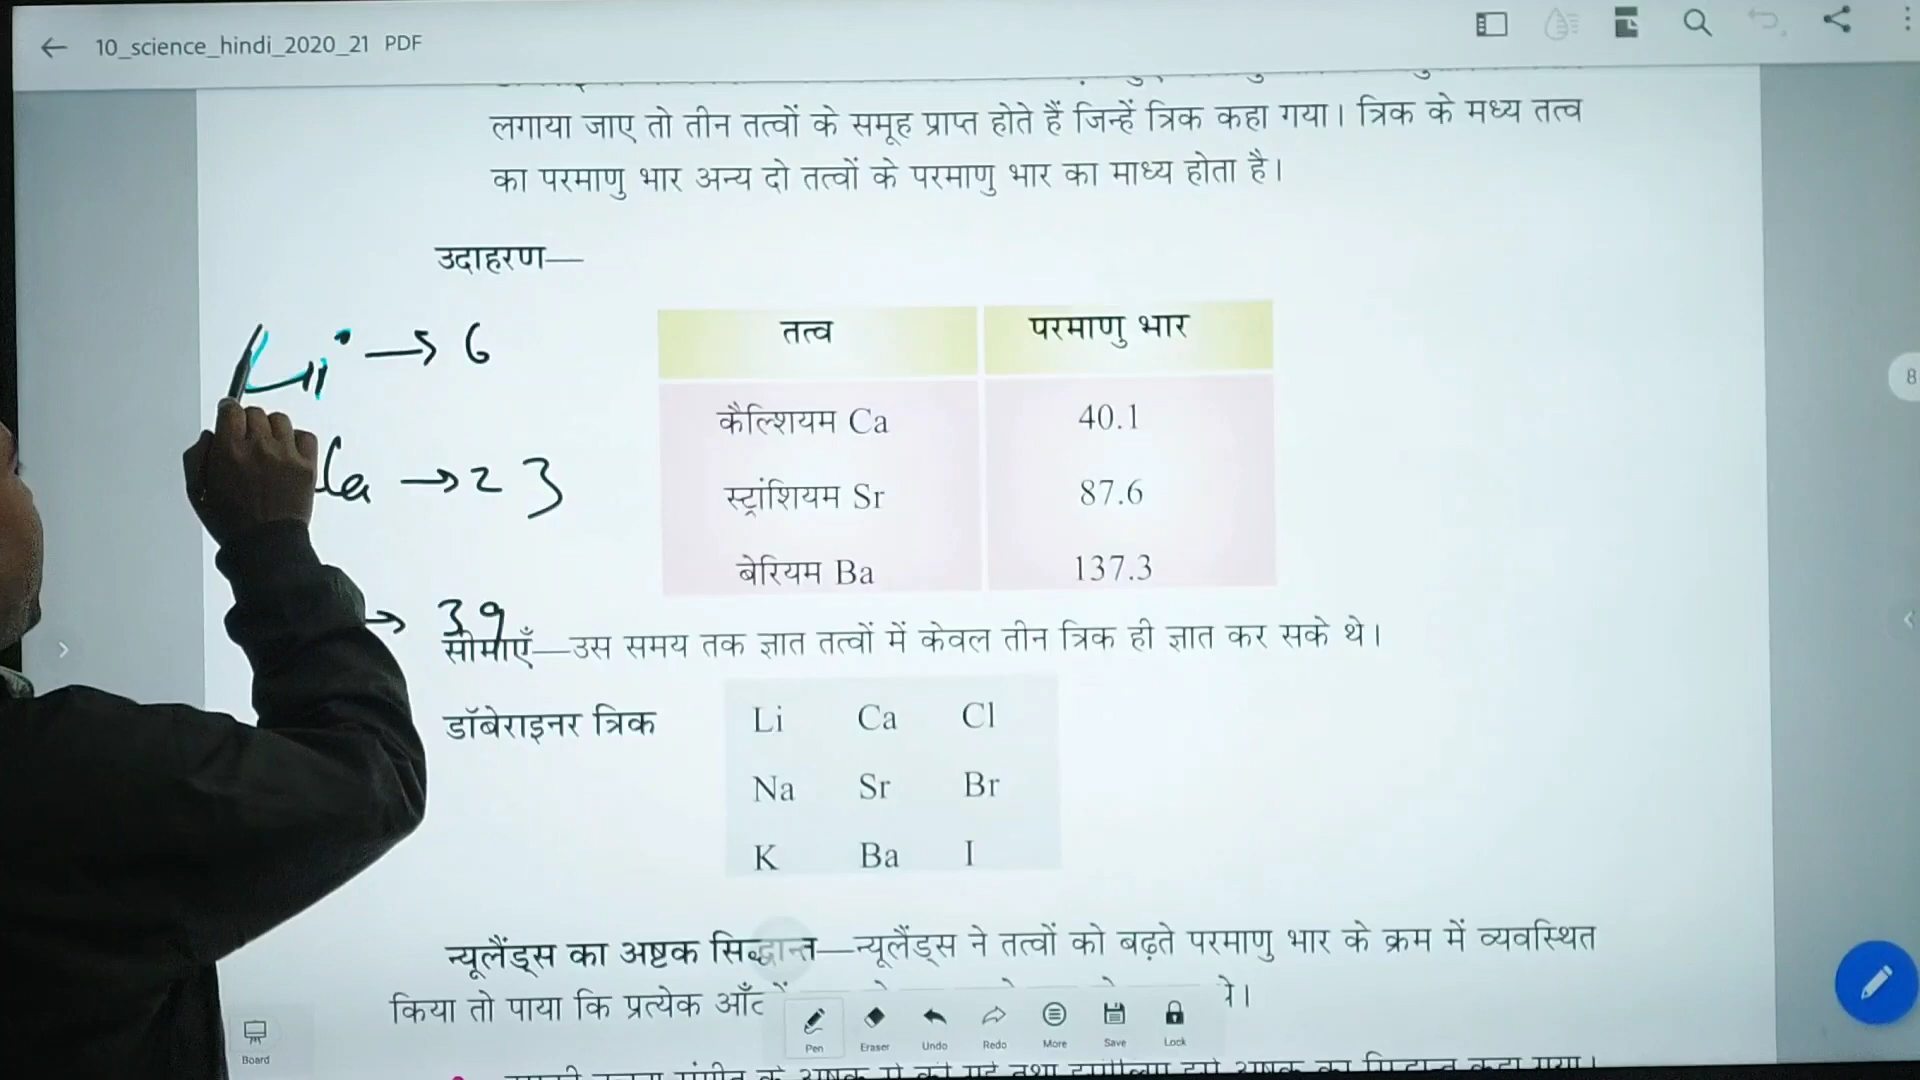 10_science_hindi_2020_21 PDF
लगाया जाए तो तीन तत्वों के समूह प्राप्त होते हैं जिन्हें त्रिक कहा गया। त्रिक के मध्य तत्व
का परमाणु भार अन्य दो तत्वों के परमाणु भार का माध्य होता है।
उदाहरण—
Li → 6
→ 23
→ 39
तत्व परमाणु भार
कैल्शियम Ca 40.1
स्ट्रांशियम Sr 87.6
बेरियम Ba 137.3
8
सीमाएँ—उस समय तक ज्ञात तत्वों में केवल तीन त्रिक ही ज्ञात कर सके थे।
डॉबेराइनर त्रिक
Li Ca Cl
Na Sr Br
K Ba I
न्यूलैंड्स का अष्टक सिद्धान्त—न्यूलैंड्स ने तत्वों को बढ़ते परमाणु भार के क्रम में व्यवस्थित
किया तो पाया कि प्रत्येक
Board
Pen Eraser Undo Redo More Save Lock